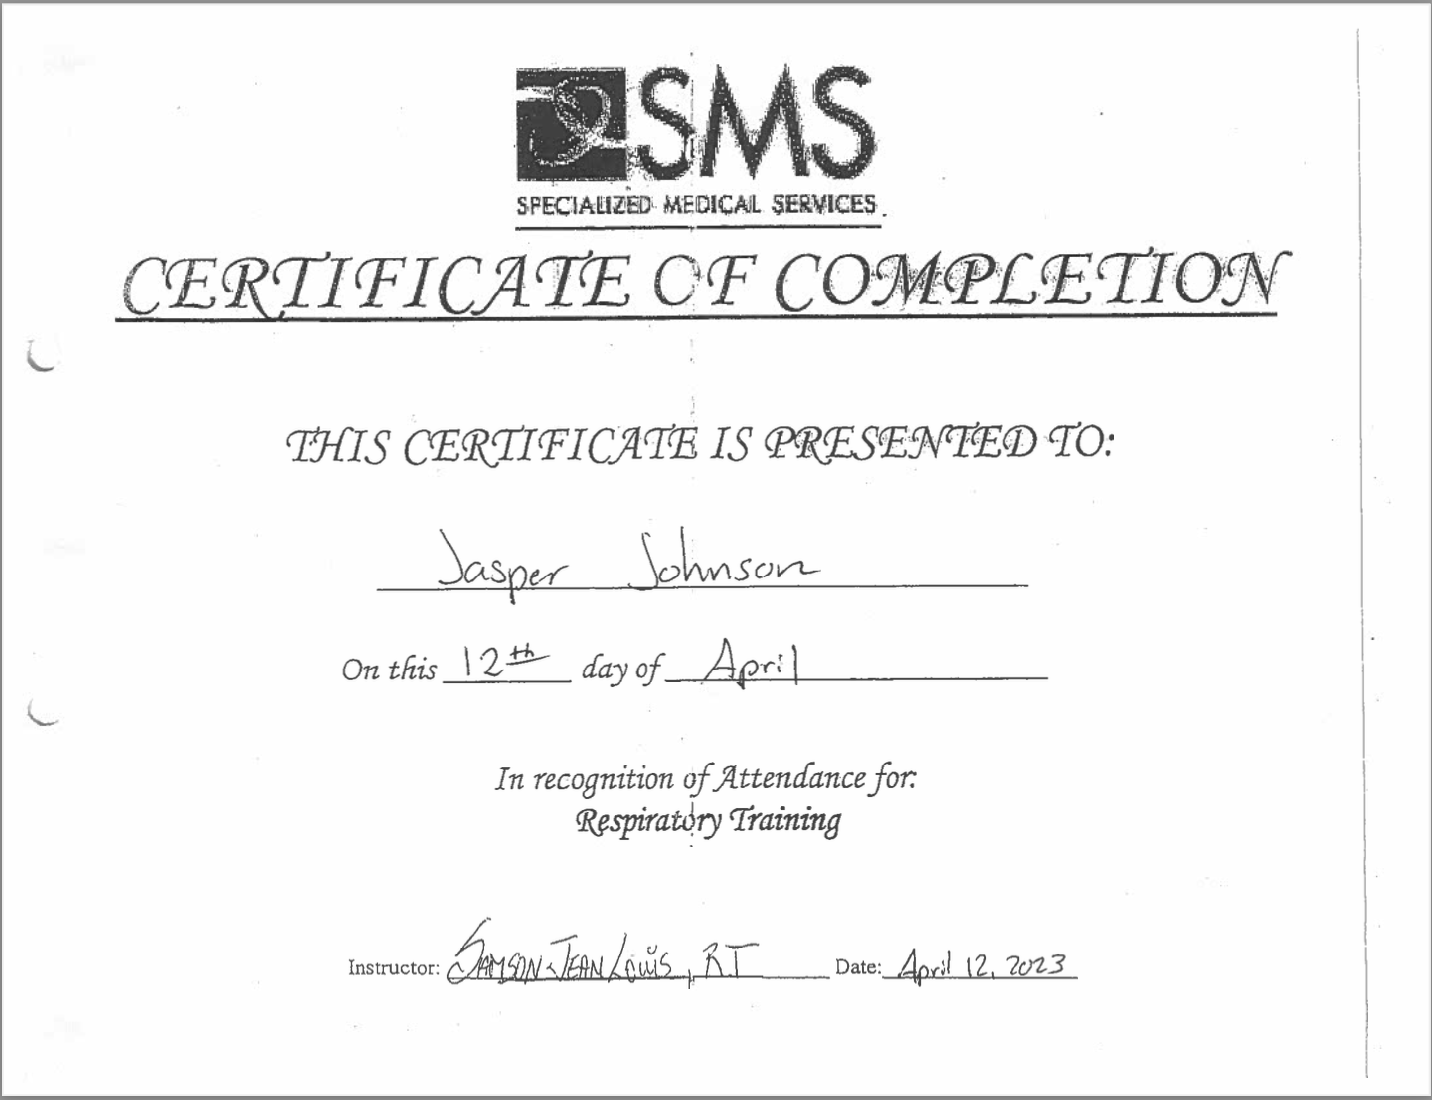 SMS
SPECIALIZED MEDICAL SERVICES
CERTIFICATE OF COMPLETION
THIS CERTIFICATE IS PRESENTED TO:
Jasper Johnson
On this 12th day of April
In recognition of Attendance for:
Respiratory Training
Instructor: SAMSON JEAN LOUIS, RT Date: April 12, 2023